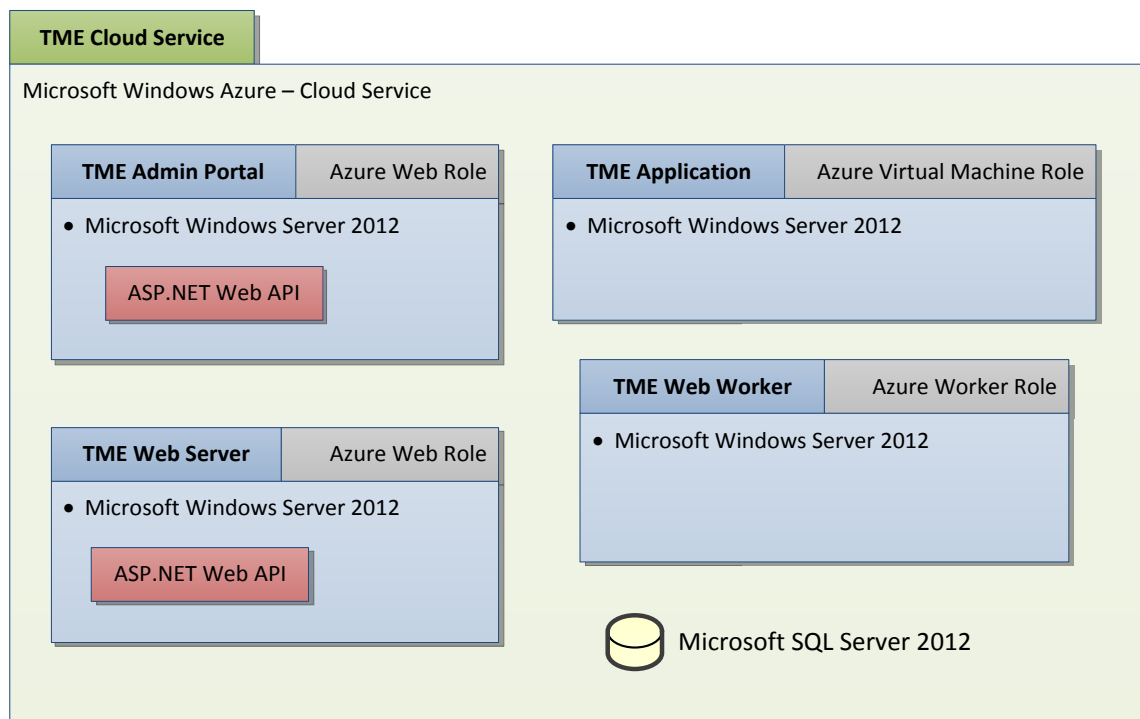 TME Cloud Service
Microsoft Windows Azure – Cloud Service
TME Admin Portal
Azure Web Role
• Microsoft Windows Server 2012
ASP.NET Web API
TME Application
Azure Virtual Machine Role
• Microsoft Windows Server 2012
TME Web Worker
Azure Worker Role
• Microsoft Windows Server 2012
TME Web Server
Azure Web Role
• Microsoft Windows Server 2012
ASP.NET Web API
Microsoft SQL Server 2012